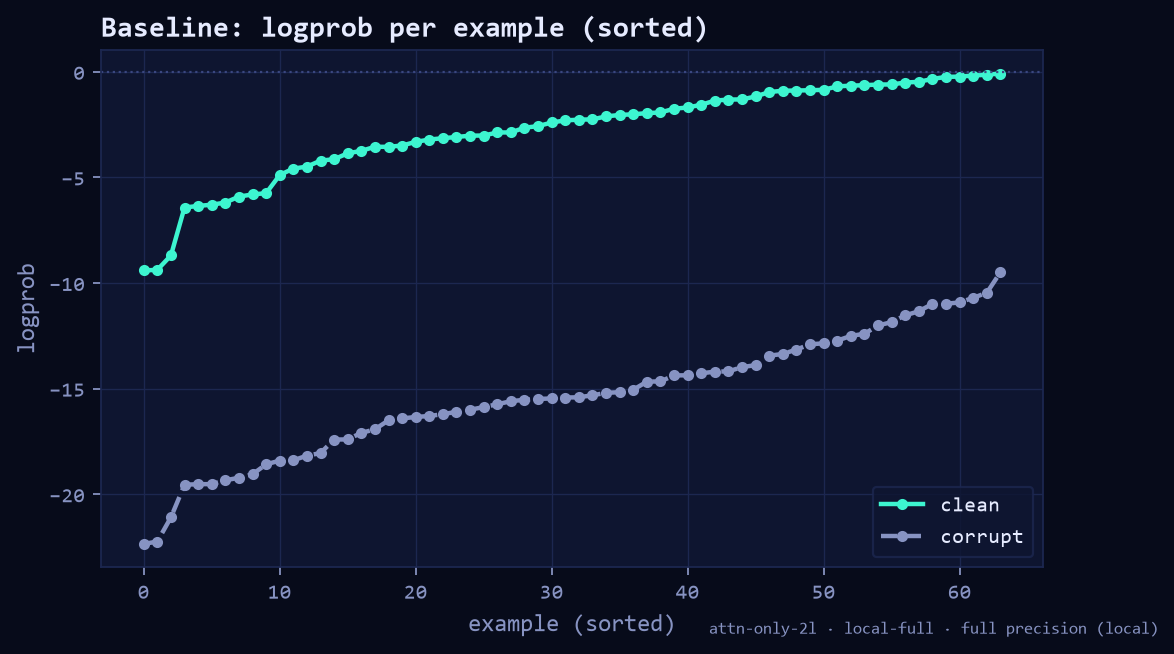 Baseline: logprob per example (sorted)
0
−5
−10
−15
−20
logprob
clean
corrupt
0 10 20 30 40 50 60
example (sorted)
attn-only-2l · local-full · full precision (local)